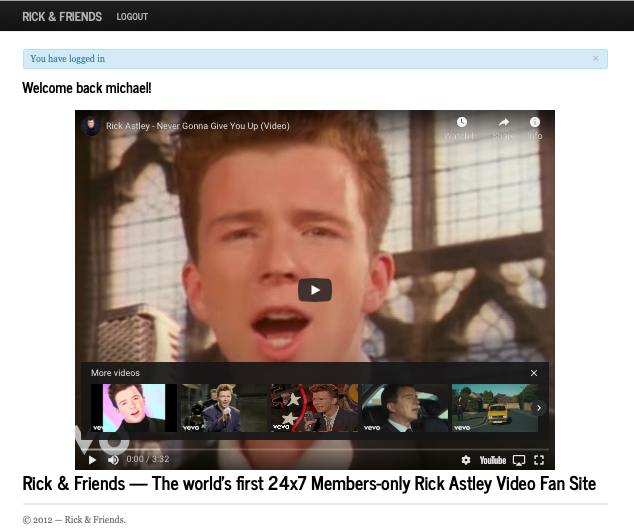 RICK & FRIENDS LOGOUT
You have logged in ×
Welcome back michael!
Rick Astley - Never Gonna Give You Up (Video)
Watch later Share Info
More videos
vevo vevo vevo vevo vevo
vo
0:00 / 3:32 YouTube
Rick & Friends — The world's first 24x7 Members-only Rick Astley Video Fan Site
© 2012 — Rick & Friends.